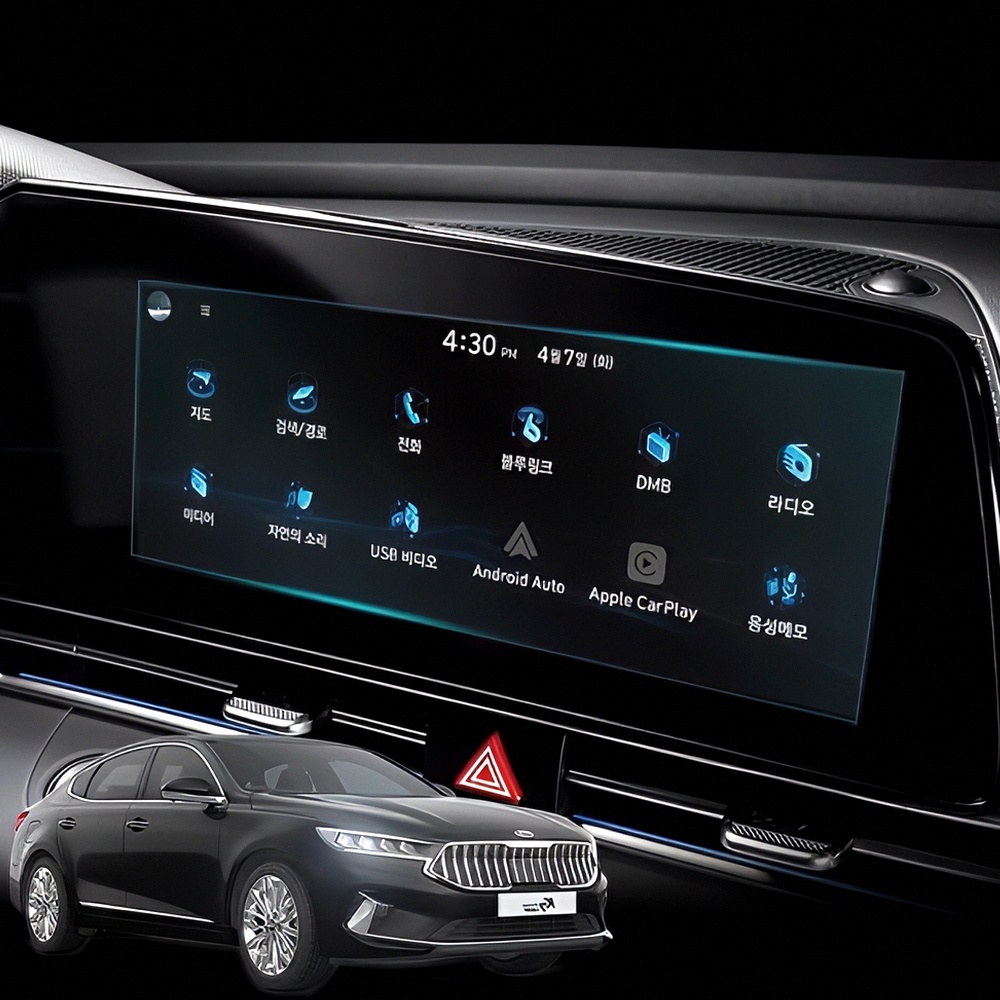 4:30 PM 4월 7일 (화)
지도
검색/경로
전화
블루링크
DMB
라디오
미디어
자연의 소리
USB 비디오
Android Auto
Apple CarPlay
음성메모
K7